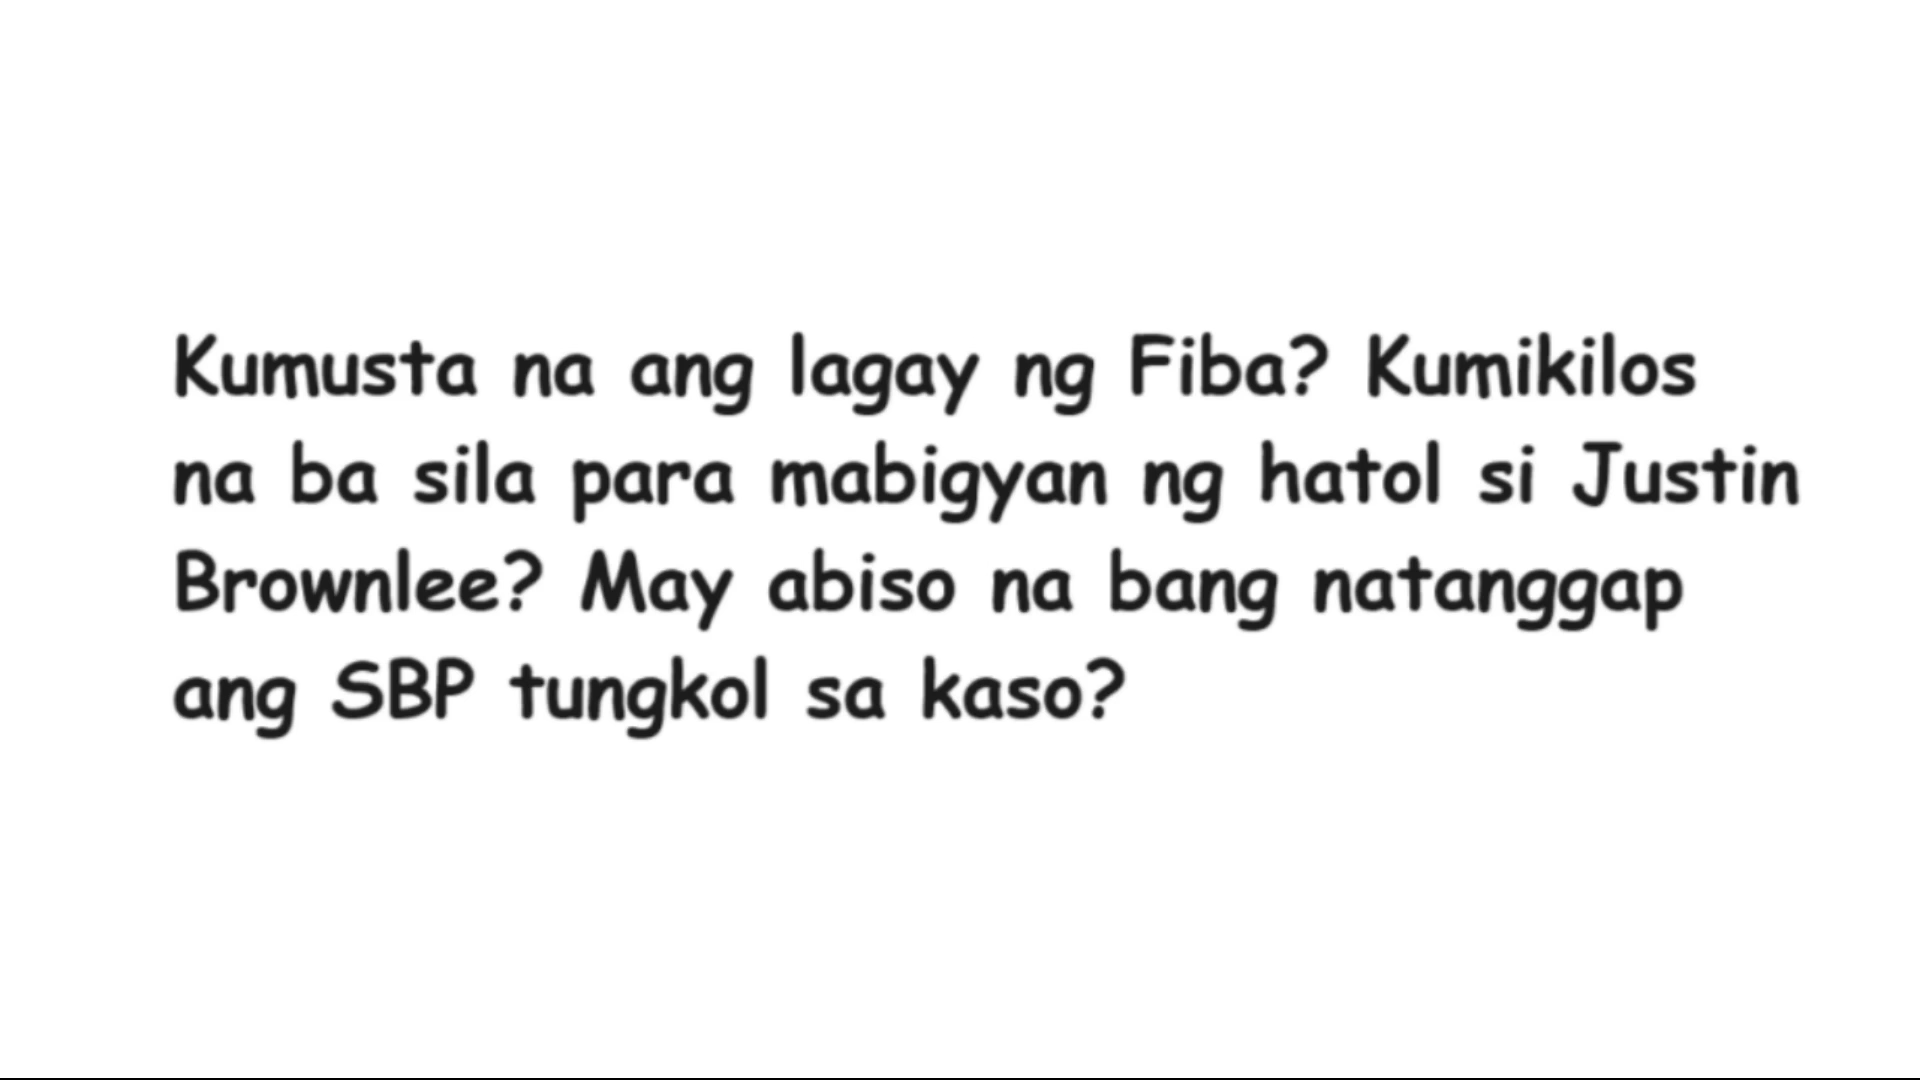 Kumusta na ang lagay ng Fiba? Kumikilos
na ba sila para mabigyan ng hatol si Justin
Brownlee? May abiso na bang natanggap
ang SBP tungkol sa kaso?